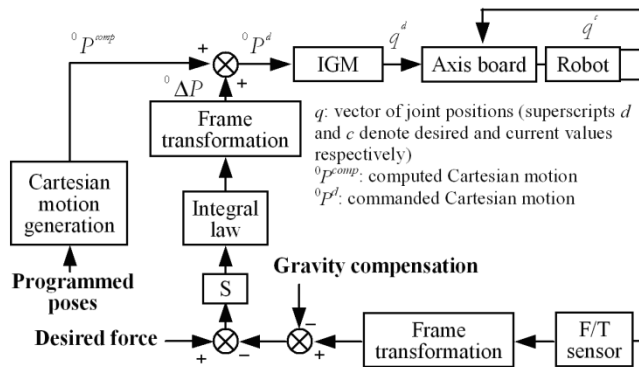 q^c
0P^comp
+
0P^d
q^d
IGM
Axis board
Robot
+
0ΔP
q: vector of joint positions (superscripts d
and c denote desired and current values
respectively)
0P^comp: computed Cartesian motion
0P^d: commanded Cartesian motion
Frame
transformation
Cartesian
motion
generation
Integral
law
Programmed
poses
Gravity compensation
S
−
Desired force
+
−
+
Frame
transformation
F/T
sensor